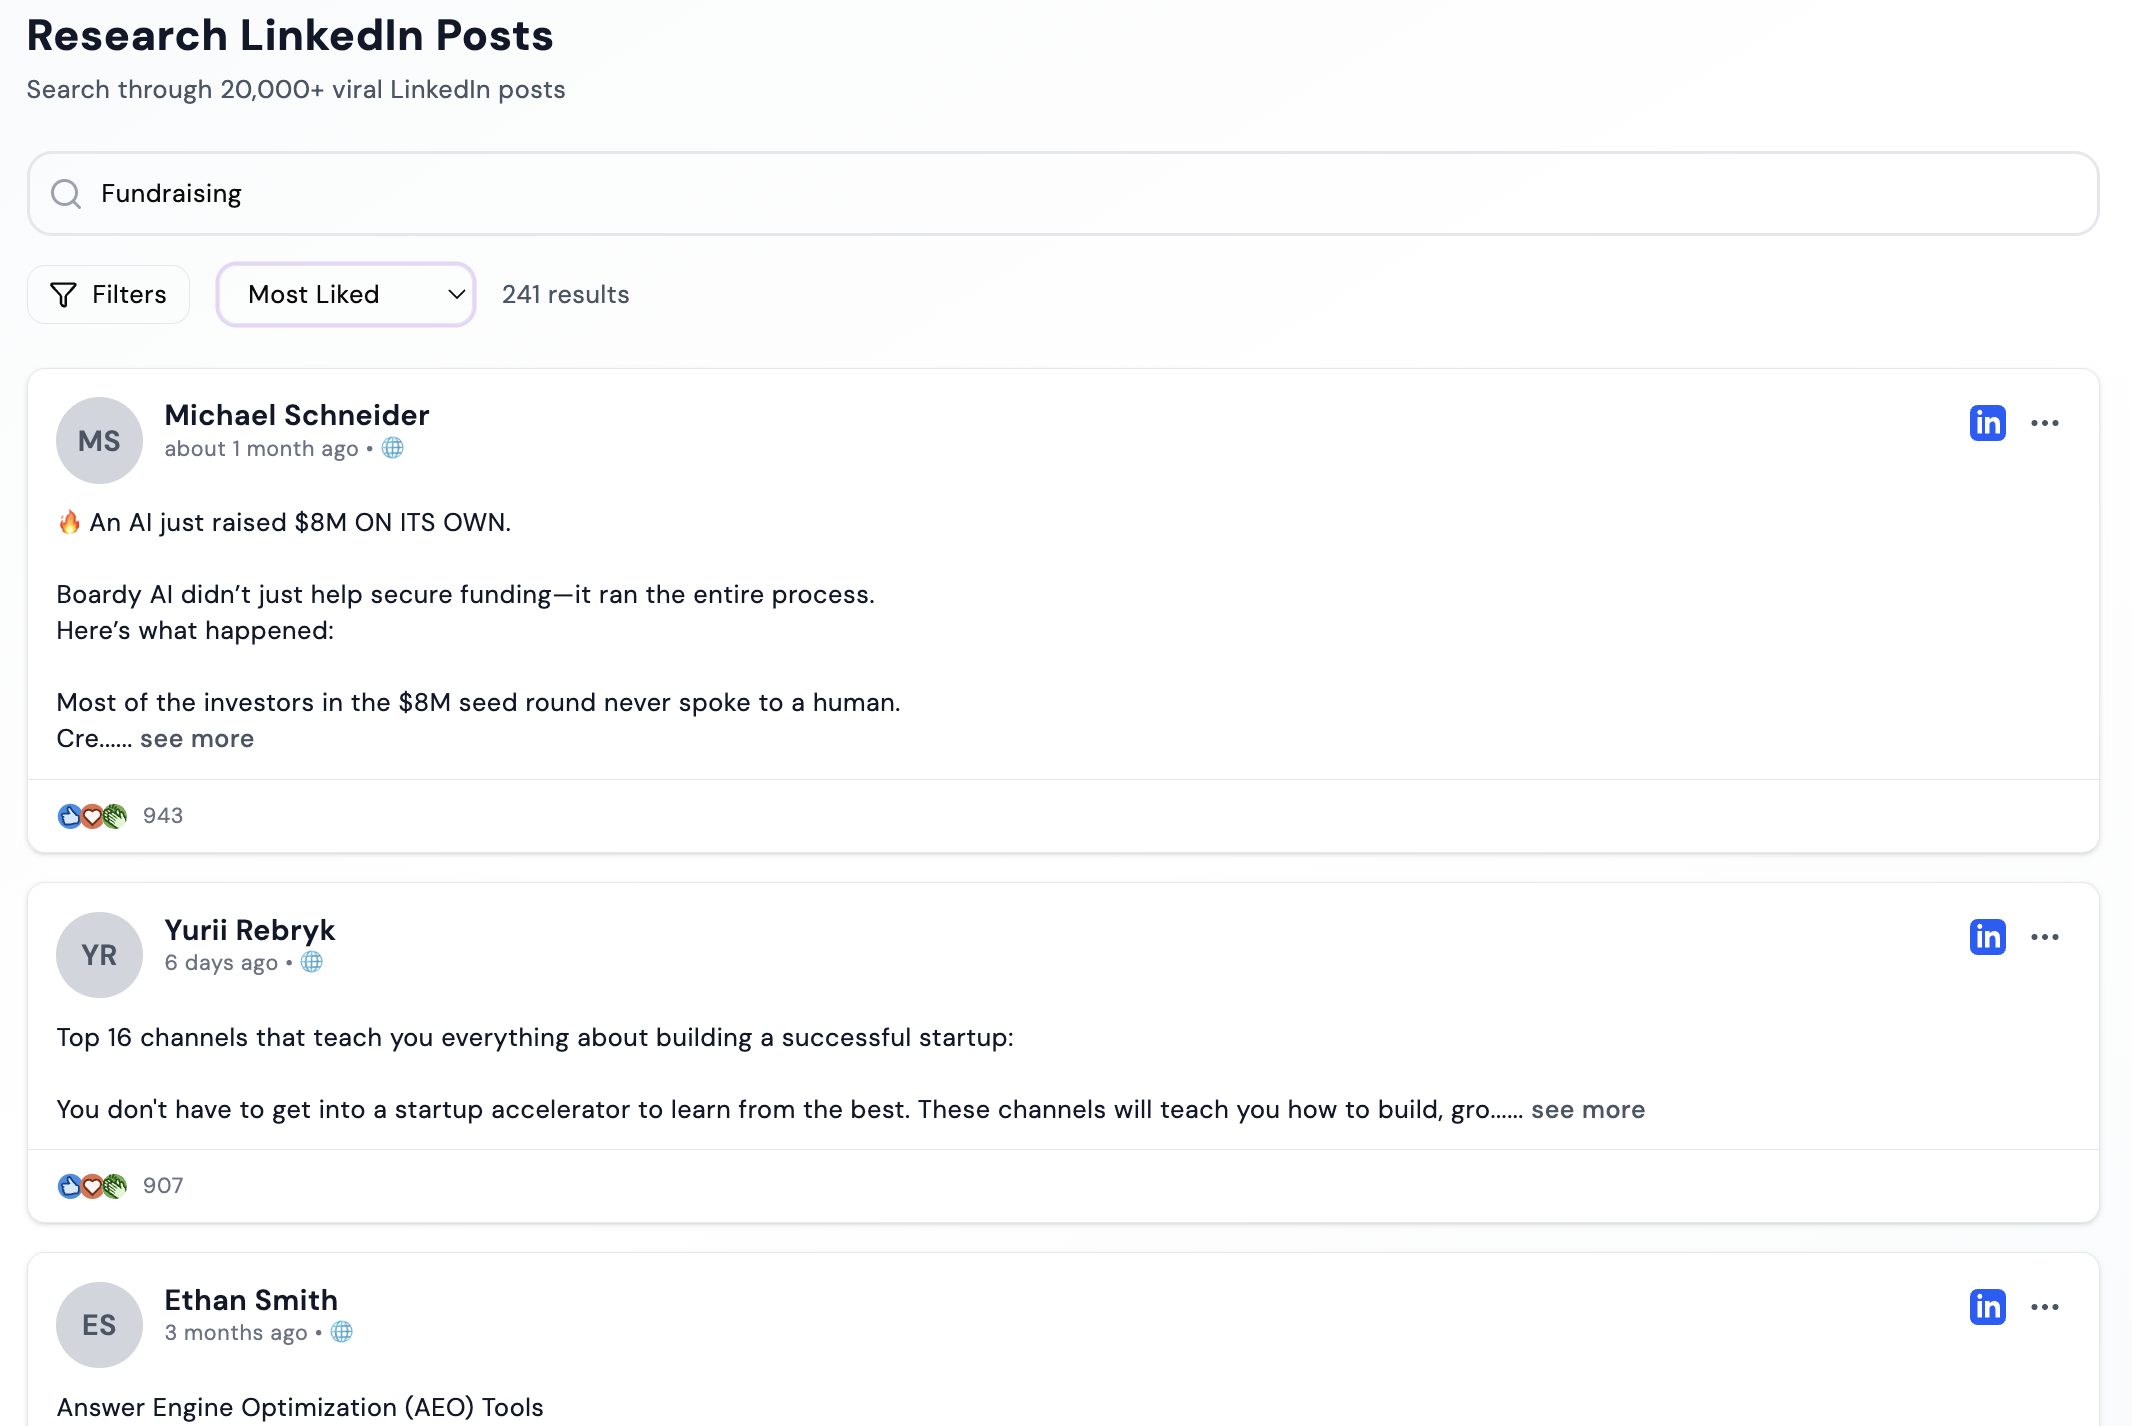 Research LinkedIn Posts
Search through 20,000+ viral LinkedIn posts
Fundraising
Filters
Most Liked
241 results
MS
Michael Schneider
about 1 month ago •
in
🔥 An AI just raised $8M ON ITS OWN.
Boardy AI didn’t just help secure funding—it ran the entire process.
Here’s what happened:
Most of the investors in the $8M seed round never spoke to a human.
Cre...... see more
943
YR
Yurii Rebryk
6 days ago •
in
Top 16 channels that teach you everything about building a successful startup:
You don't have to get into a startup accelerator to learn from the best. These channels will teach you how to build, gro...... see more
907
ES
Ethan Smith
3 months ago •
in
Answer Engine Optimization (AEO) Tools